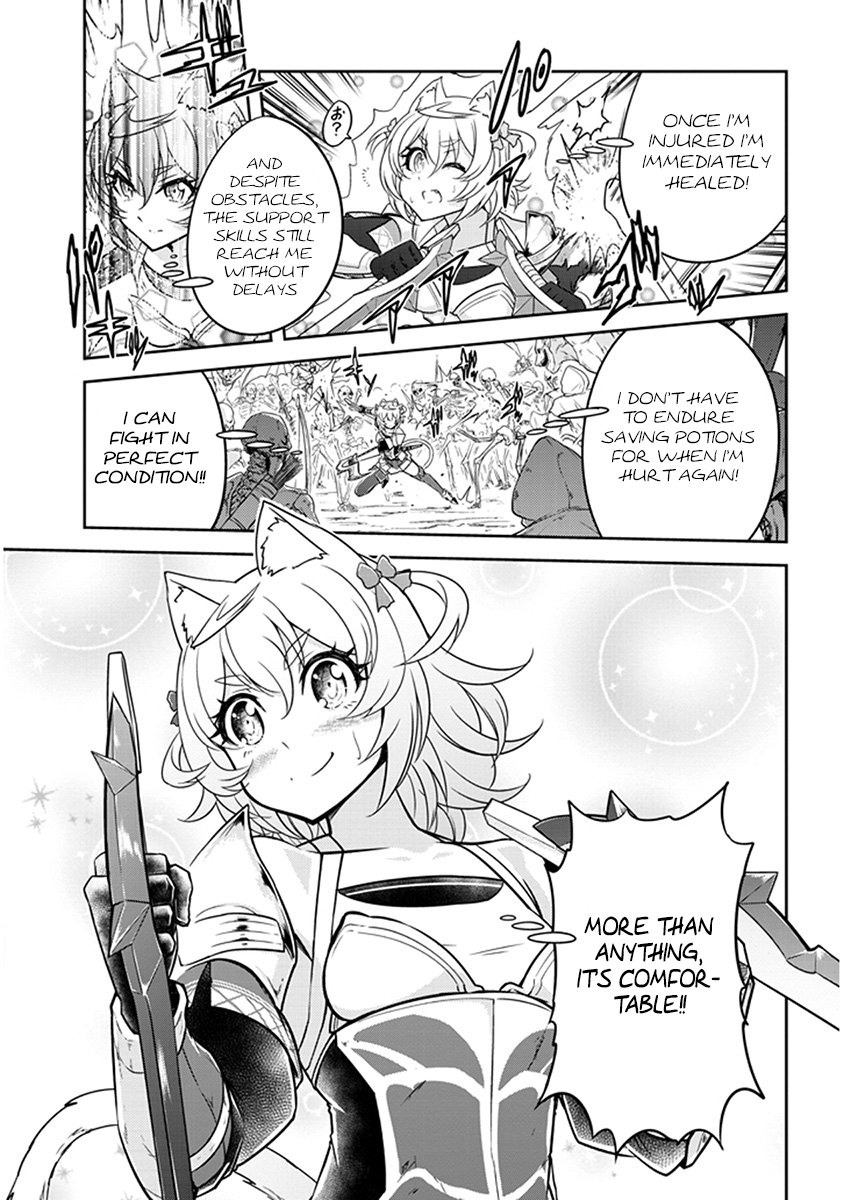 ONCE I'M
INJURED I'M
IMMEDIATELY
HEALED!
お?
AND
DESPITE
OBSTACLES,
THE SUPPORT
SKILLS STILL
REACH ME
WITHOUT
DELAYS
I DON'T HAVE
TO ENDURE
SAVING POTIONS
FOR WHEN I'M
HURT AGAIN!
I CAN
FIGHT IN
PERFECT
CONDITION!!
MORE THAN
ANYTHING,
IT'S COMFOR-
TABLE!!